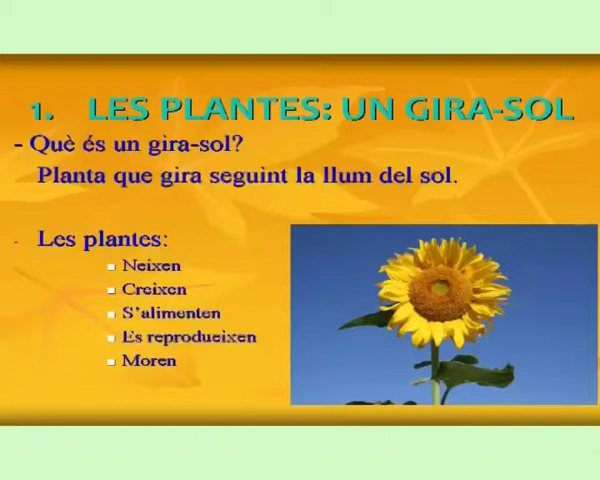 1. LES PLANTES: UN GIRA-SOL
- Què és un gira-sol?
Planta que gira seguint la llum del sol.
- Les plantes:
Neixen
Creixen
S'alimenten
Es reprodueixen
Moren